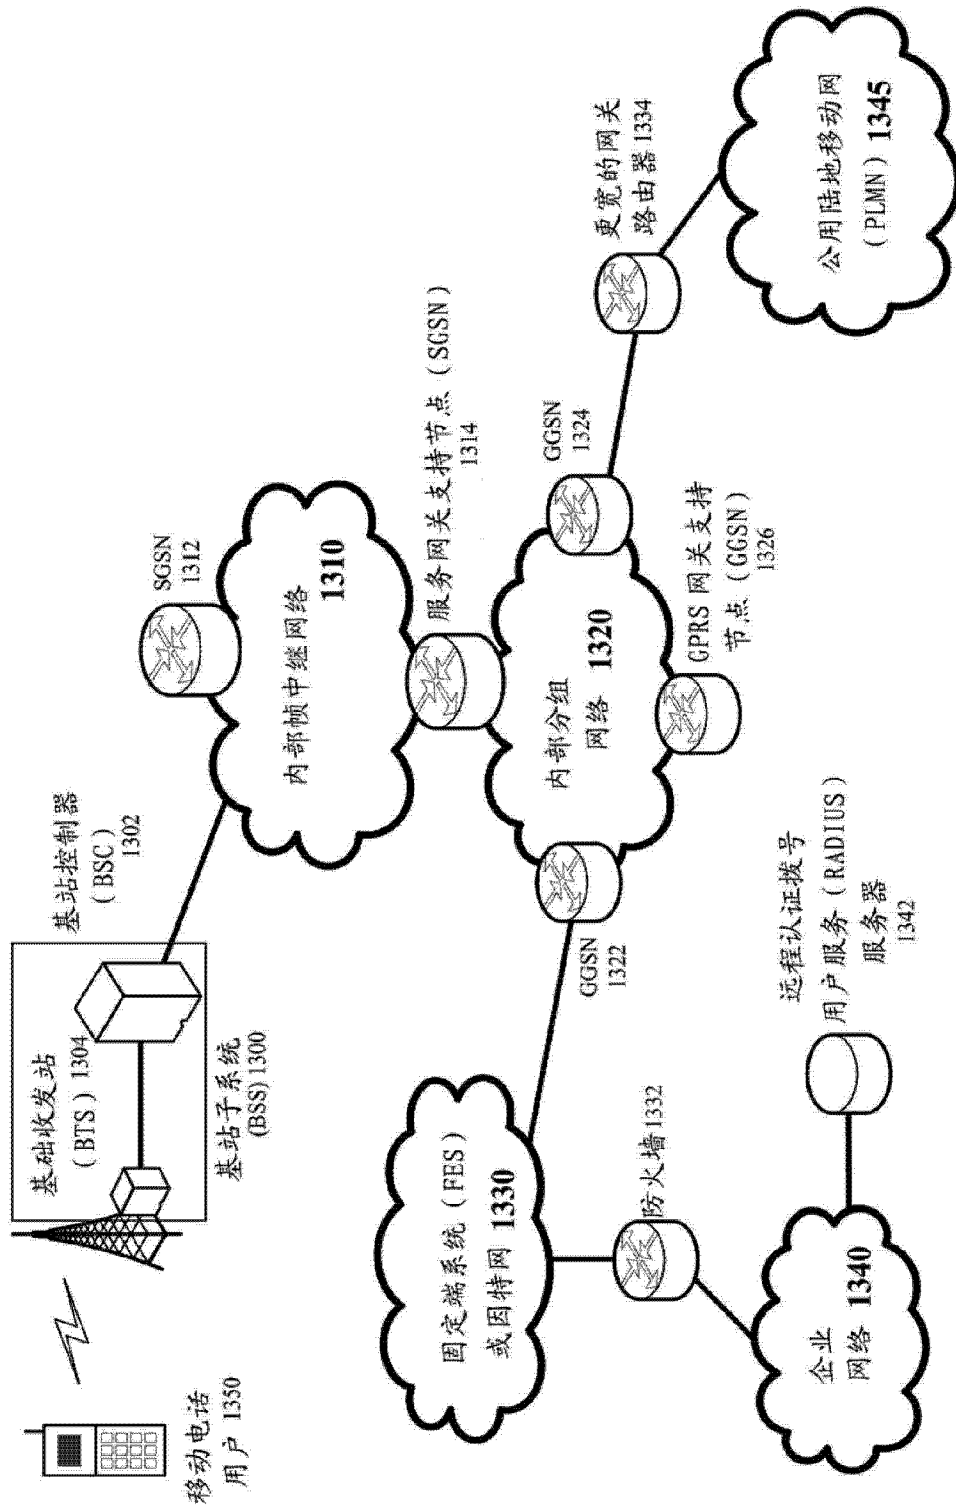 移动电话
用户 1350
基础收发站
(BTS) 1304
基站子系统
(BSS) 1300
基站控制器
(BSC)
1302
SGSN
1312
内部帧中继网络
1310
服务网关支持节点 (SGSN)
1314
内部分组
网络 1320
GGSN
1322
GGSN
1324
GPRS 网关支持
节点 (GGSN)
1326
更宽的网关
路由器 1334
公用陆地移动网
(PLMN) 1345
固定端系统 (FES)
或因特网 1330
防火墙 1332
企业
网络 1340
远程认证拨号
用户服务 (RADIUS)
服务器
1342